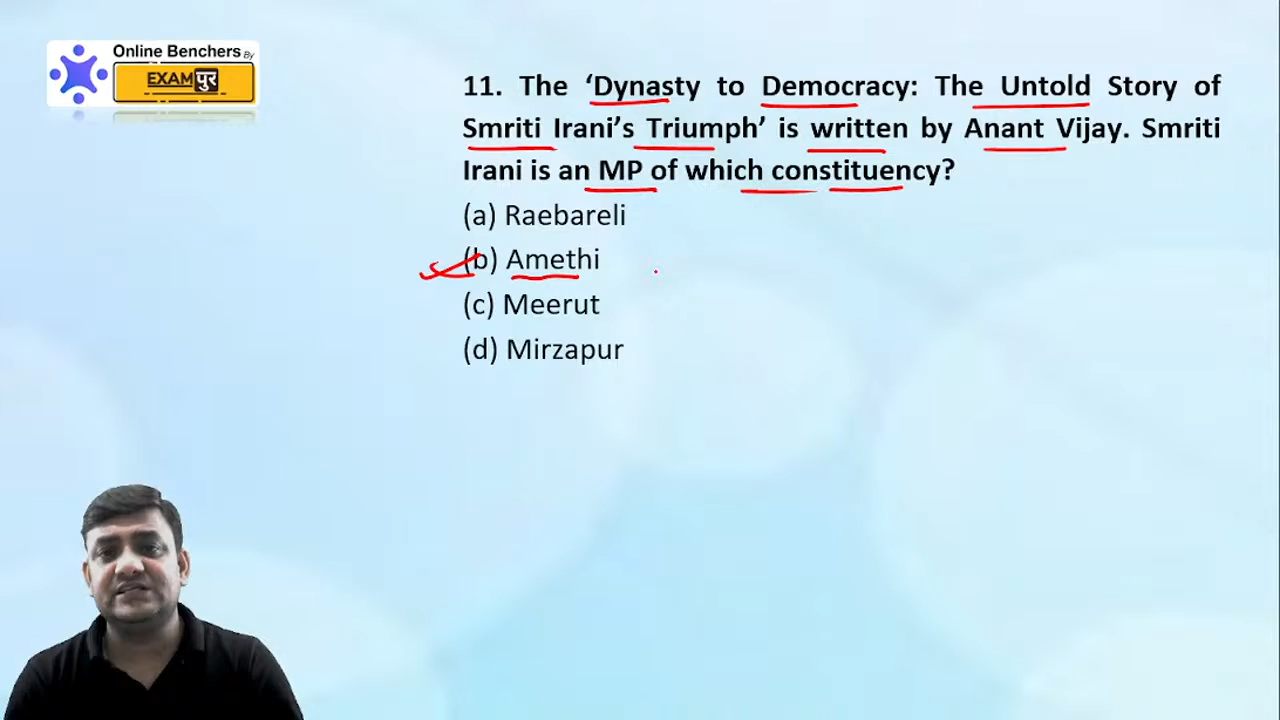 Online Benchers By
EXAMपुर
11. The ‘Dynasty to Democracy: The Untold Story of
Smriti Irani’s Triumph’ is written by Anant Vijay. Smriti
Irani is an MP of which constituency?
(a) Raebareli
(b) Amethi
(c) Meerut
(d) Mirzapur